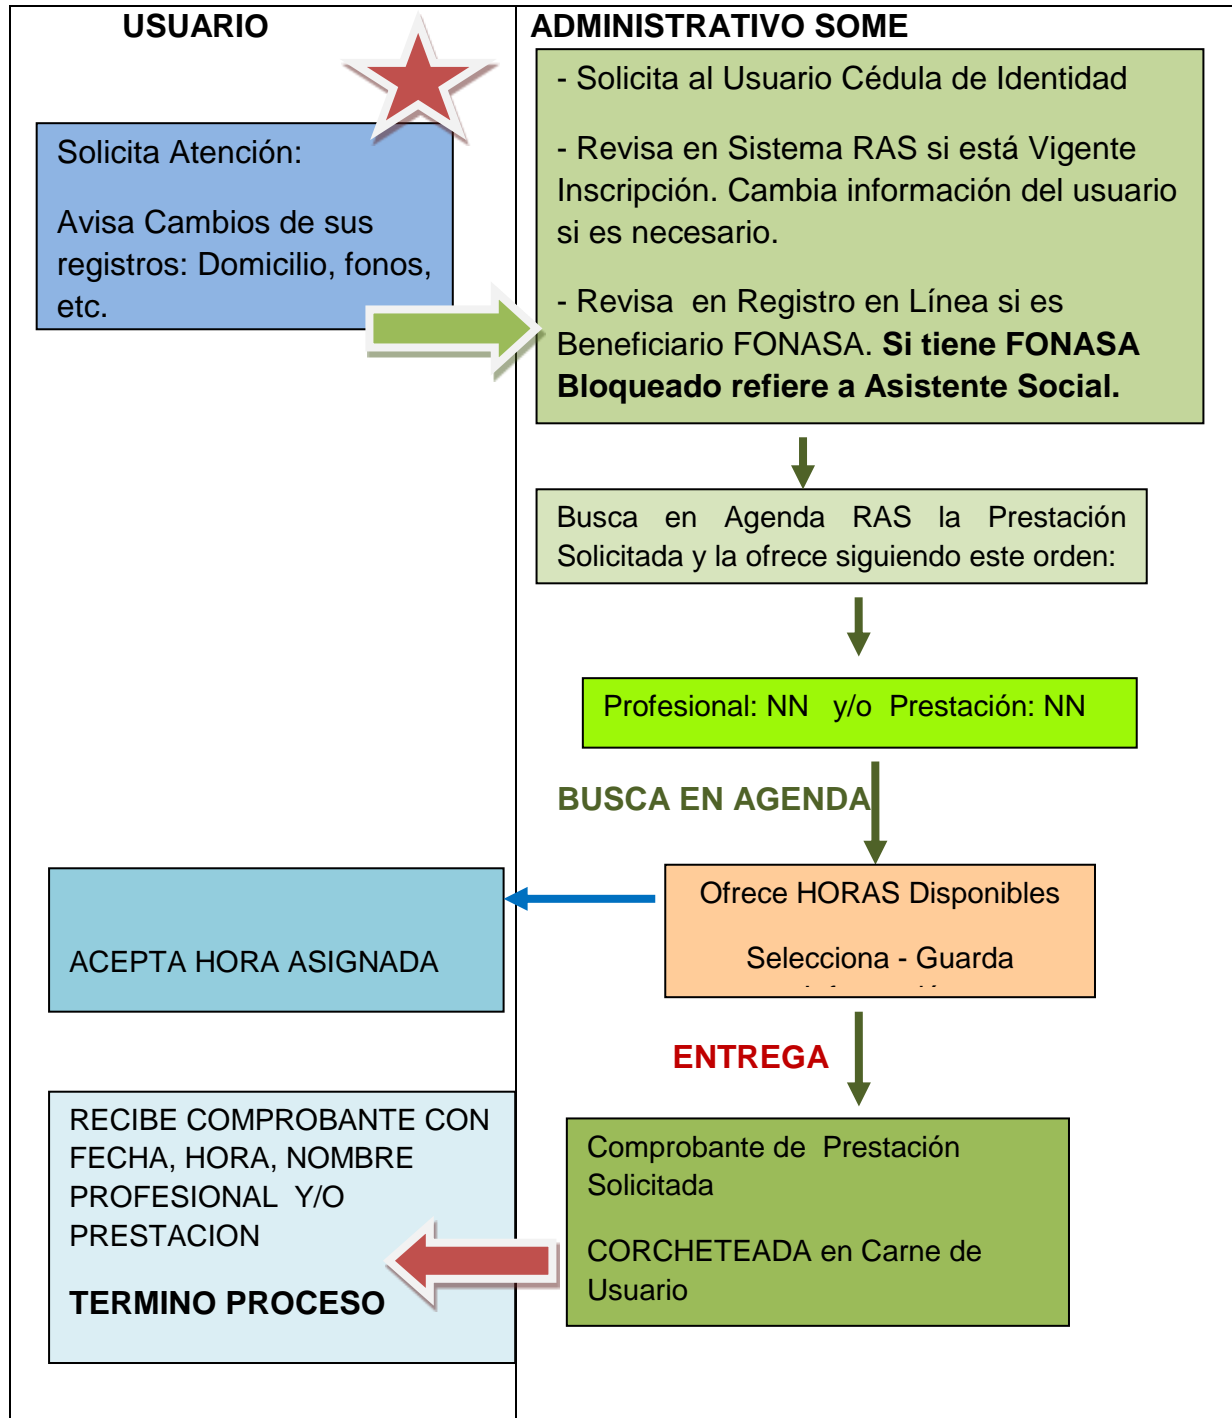 USUARIO
ADMINISTRATIVO SOME
Solicita Atención:
Avisa Cambios de sus
registros: Domicilio, fonos,
etc.
- Solicita al Usuario Cédula de Identidad
- Revisa en Sistema RAS si está Vigente
Inscripción. Cambia información del usuario
si es necesario.
- Revisa en Registro en Línea si es
Beneficiario FONASA. Si tiene FONASA
Bloqueado refiere a Asistente Social.
Busca en Agenda RAS la Prestación
Solicitada y la ofrece siguiendo este orden:
Profesional: NN y/o Prestación: NN
BUSCA EN AGENDA
Ofrece HORAS Disponibles
Selecciona - Guarda
ACEPTA HORA ASIGNADA
ENTREGA
Comprobante de Prestación
Solicitada
CORCHETEADA en Carne de
Usuario
RECIBE COMPROBANTE CON
FECHA, HORA, NOMBRE
PROFESIONAL Y/O
PRESTACION
TERMINO PROCESO